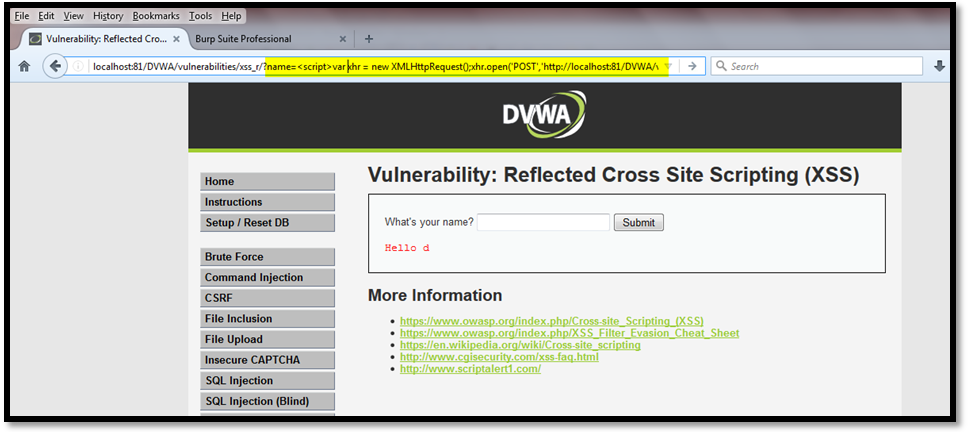 File Edit View History Bookmarks Tools Help
Vulnerability: Reflected Cro... × Burp Suite Professional × +
localhost:81/DVWA/vulnerabilities/xss_r/?name=<script>var xhr = new XMLHttpRequest();xhr.open('POST','http://localhost:81/DVWA/v
Search
DVWA
Home
Instructions
Setup / Reset DB
Brute Force
Command Injection
CSRF
File Inclusion
File Upload
Insecure CAPTCHA
SQL Injection
SQL Injection (Blind)
Vulnerability: Reflected Cross Site Scripting (XSS)
What's your name? Submit
Hello d
More Information
https://www.owasp.org/index.php/Cross-site_Scripting_(XSS)
https://www.owasp.org/index.php/XSS_Filter_Evasion_Cheat_Sheet
https://en.wikipedia.org/wiki/Cross-site_scripting
http://www.cgisecurity.com/xss-faq.html
http://www.scriptalert1.com/